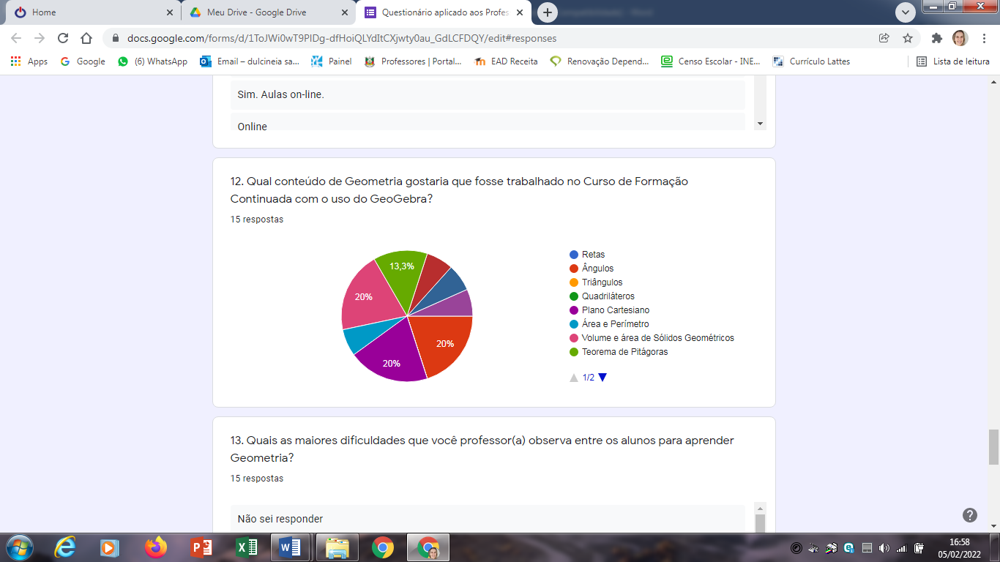 Home
Meu Drive - Google Drive
Questionário aplicado aos Profes
docs.google.com/forms/d/1ToJWi0wT9PIDg-dfHoiQLYdItCXjwty0au_GdLCFDQY/edit#responses
Apps
Google
(6) WhatsApp
Email – dulcineia sa...
Painel
Professores | Portal...
EAD Receita
Renovação Depend...
Censo Escolar - INE...
Currículo Lattes
Lista de leitura
Sim. Aulas on-line.
Online
12. Qual conteúdo de Geometria gostaria que fosse trabalhado no Curso de Formação
Continuada com o uso do GeoGebra?
15 respostas
13,3%
20%
20%
20%
Retas
Ângulos
Triângulos
Quadriláteros
Plano Cartesiano
Área e Perímetro
Volume e área de Sólidos Geométricos
Teorema de Pitágoras
1/2
13. Quais as maiores dificuldades que você professor(a) observa entre os alunos para aprender
Geometria?
15 respostas
Não sei responder
16:58
05/02/2022